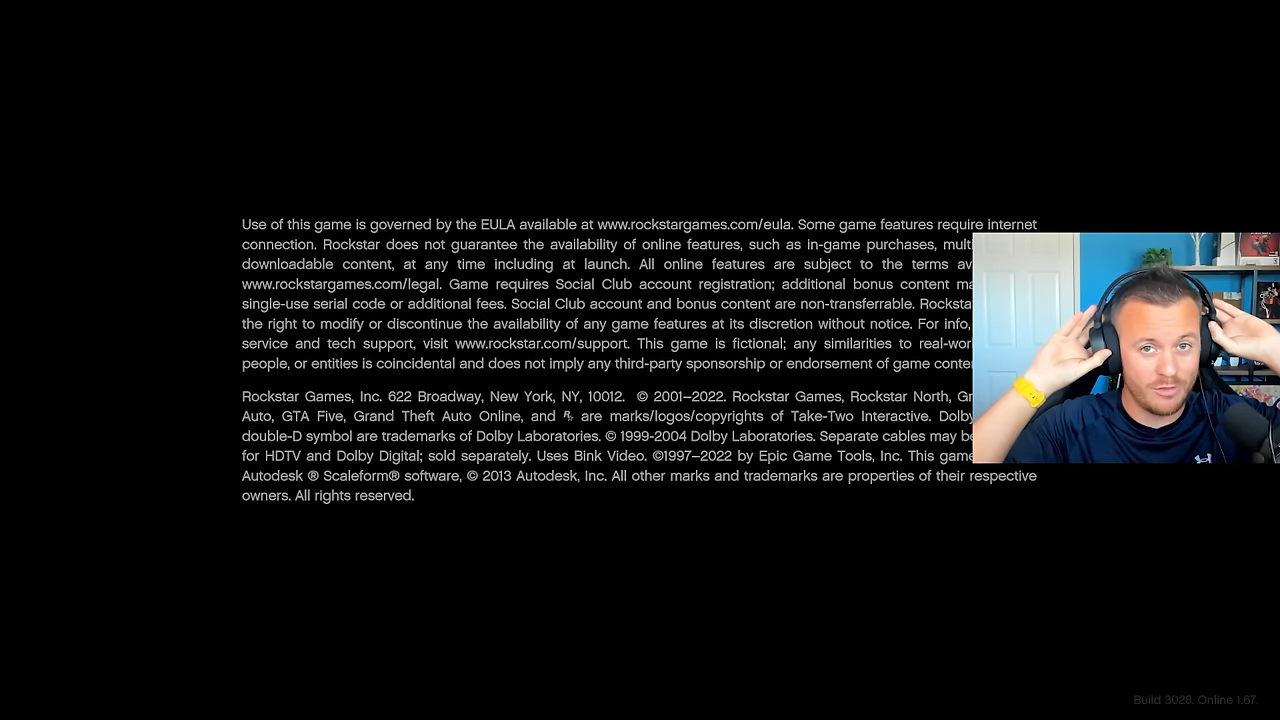 Use of this game is governed by the EULA available at www.rockstargames.com/eula. Some game features require internet
connection. Rockstar does not guarantee the availability of online features, such as in-game purchases,
downloadable content, at any time including at launch. All online features are subject to the terms
www.rockstargames.com/legal. Game requires Social Club account registration; additional bonus content
single-use serial code or additional fees. Social Club account and bonus content are non-transferrable.
the right to modify or discontinue the availability of any game features at its discretion without notice. For info,
service and tech support, visit www.rockstar.com/support. This game is fictional; any similarities to
people, or entities is coincidental and does not imply any third-party sponsorship or endorsement of game
Rockstar Games, Inc. 622 Broadway, New York, NY, 10012. © 2001–2022. Rockstar Games, Rockstar North,
Auto, GTA Five, Grand Theft Auto Online, and are marks/logos/copyrights of Take-Two Interactive. Dolby
double-D symbol are trademarks of Dolby Laboratories. © 1999-2004 Dolby Laboratories. Separate cables may
for HDTV and Dolby Digital; sold separately. Uses Bink Video. ©1997–2022 by Epic Game Tools, Inc. This game
Autodesk ® Scaleform® software, © 2013 Autodesk, Inc. All other marks and trademarks are properties of their respective
owners. All rights reserved.
Build 3028. Online 1.67.